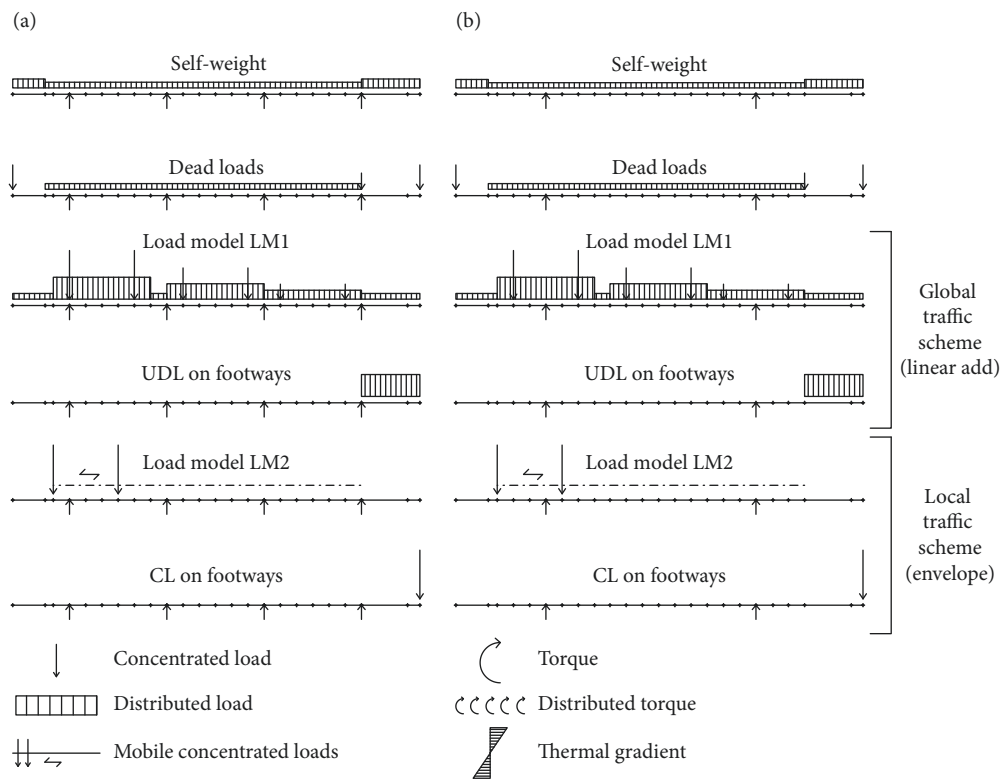 (a)
(b)
Self-weight
Self-weight
Dead loads
Dead loads
Load model LM1
Load model LM1
UDL on footways
UDL on footways
Global
traffic
scheme
(linear add)
Load model LM2
Load model LM2
CL on footways
CL on footways
Local
traffic
scheme
(envelope)
Concentrated load
Torque
Distributed load
Distributed torque
Mobile concentrated loads
Thermal gradient